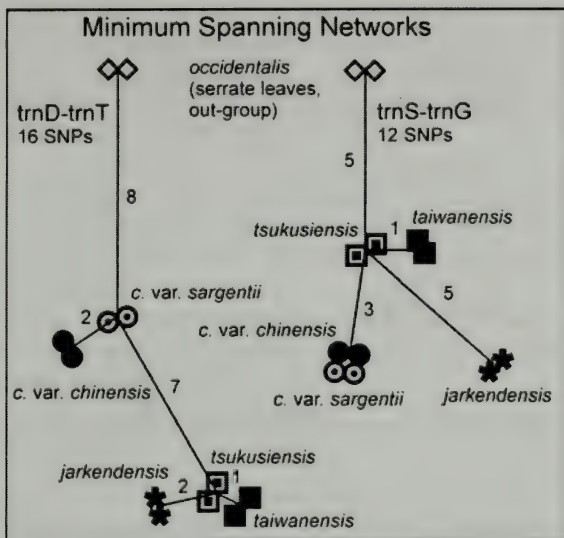 Minimum Spanning Networks
occidentalis
(serrate leaves,
out-group)
trnD-trnT
16 SNPs
trnS-trnG
12 SNPs
8
5
tsukusiensis
1
taiwanensis
c. var. sargentii
2
c. var. chinensis
7
3
5
c. var. chinensis
c. var. sargentii
jarkendensis
jarkendensis
2
tsukusiensis
1
taiwanensis